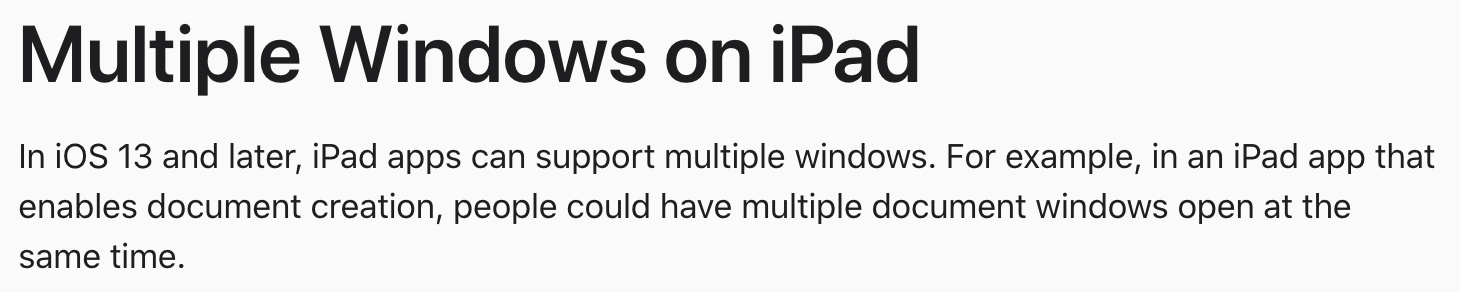 Multiple Windows on iPad
In iOS 13 and later, iPad apps can support multiple windows. For example, in an iPad app that
enables document creation, people could have multiple document windows open at the
same time.